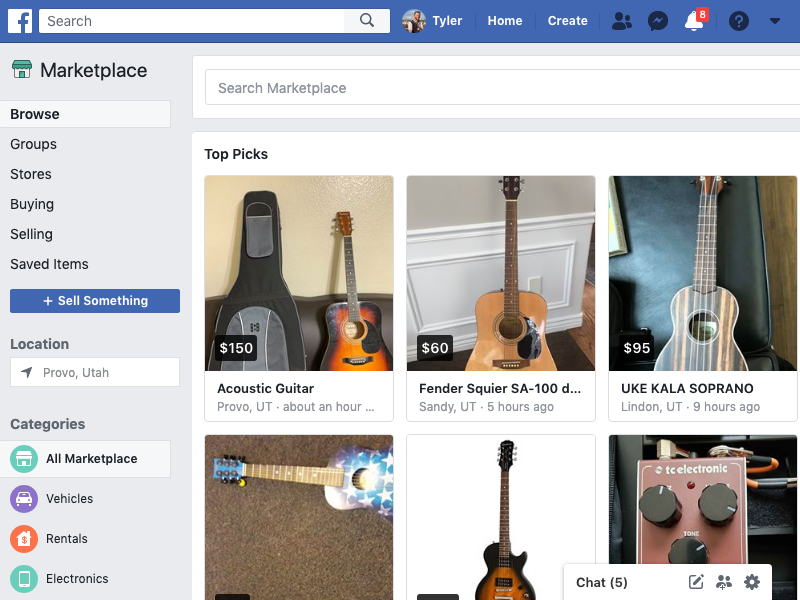 Search
Tyler
Home
Create
8
?
Marketplace
Browse
Groups
Stores
Buying
Selling
Saved Items
+ Sell Something
Location
Provo, Utah
Categories
All Marketplace
Vehicles
Rentals
Electronics
Search Marketplace
Top Picks
$150
$60
$95
Acoustic Guitar
Provo, UT · about an hour ...
Fender Squier SA-100 d...
Sandy, UT · 5 hours ago
UKE KALA SOPRANO
Lindon, UT · 9 hours ago
tc electronic
TONE
Chat (5)